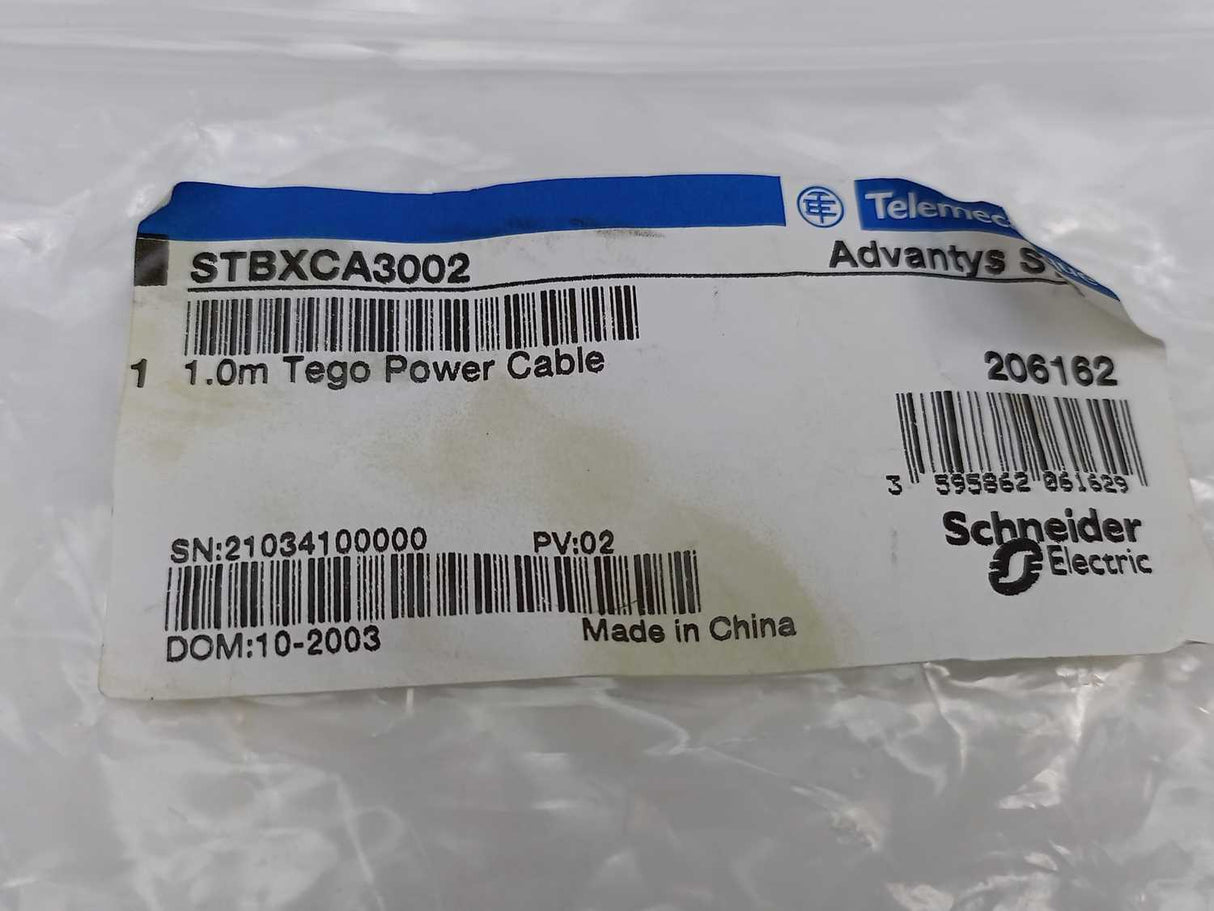 Telemec
STBXCA3002
Advantys S
1 1.0m Tego Power Cable
206162
3 595862 061629
Schneider
Electric
SN:21034100000 PV:02
DOM:10-2003
Made in China